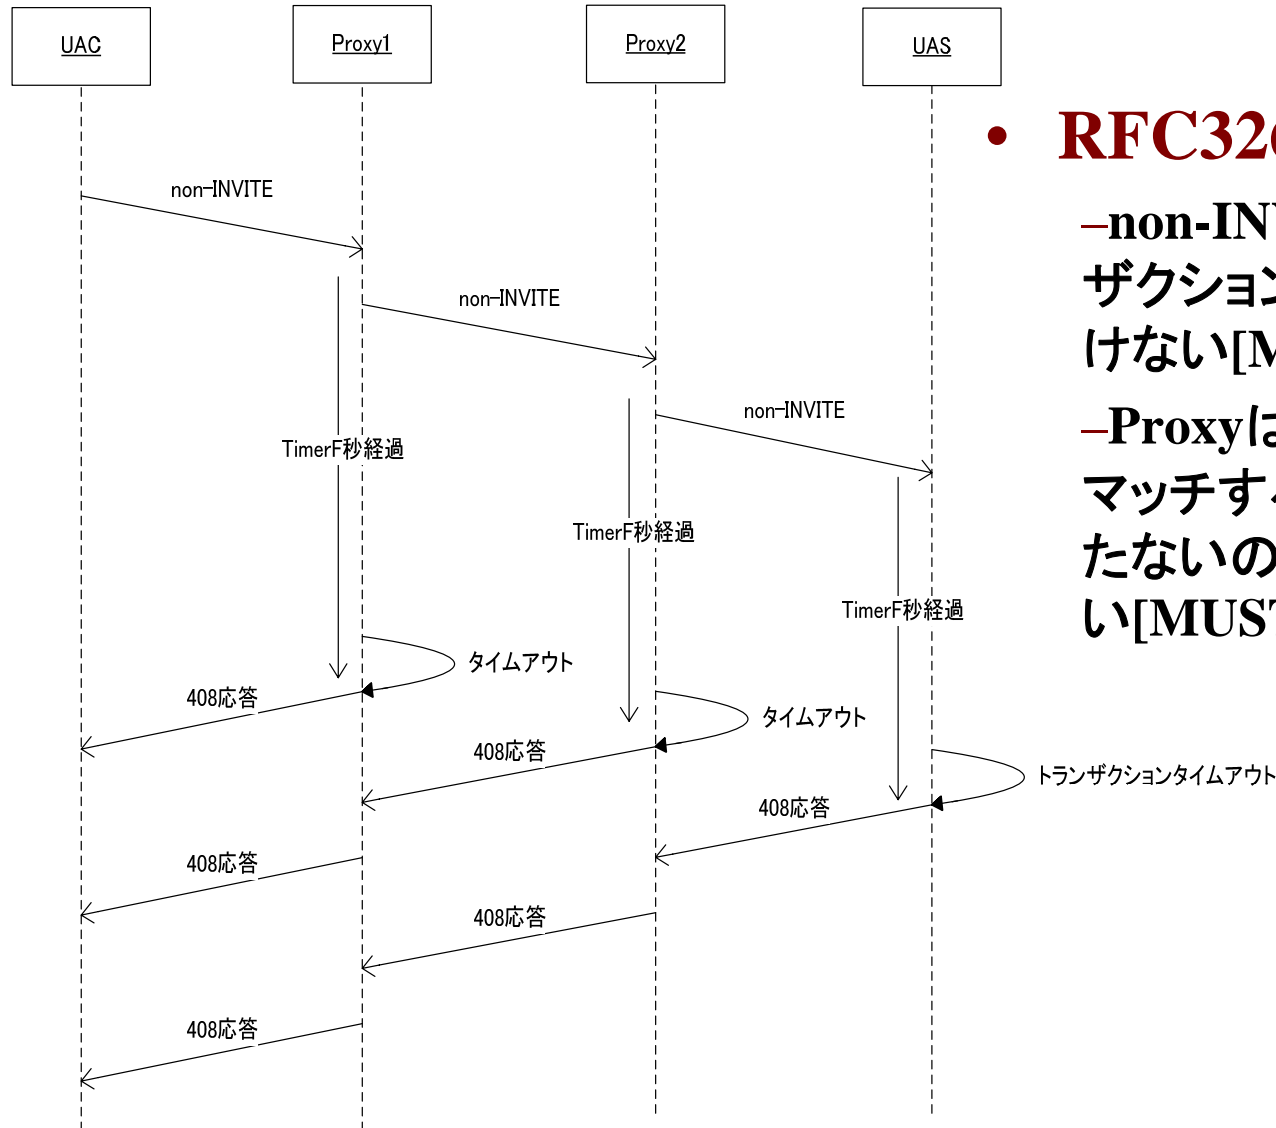 UAC
Proxy1
Proxy2
UAS
non-INVITE
non-INVITE
non-INVITE
TimerF秒経過
TimerF秒経過
TimerF秒経過
タイムアウト
408応答
タイムアウト
408応答
トランザクションタイムアウト
408応答
408応答
408応答
408応答
• RFC32
–non-IN
ザクション
けない[M
–Proxyは
マッチす
たないの
い[MUST